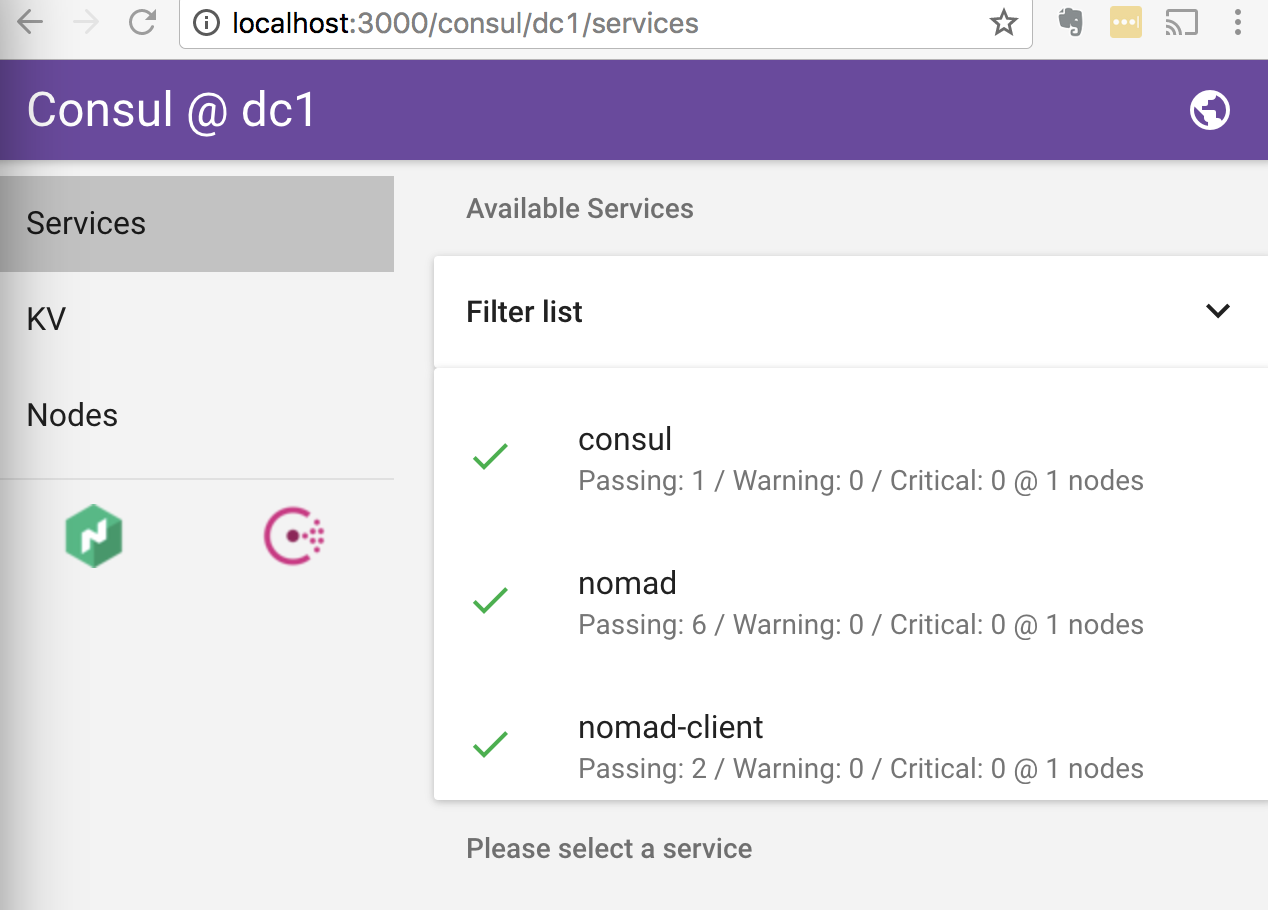 localhost:3000/consul/dc1/services
Consul @ dc1
Services
KV
Nodes
Available Services
Filter list
consul
Passing: 1 / Warning: 0 / Critical: 0 @ 1 nodes
nomad
Passing: 6 / Warning: 0 / Critical: 0 @ 1 nodes
nomad-client
Passing: 2 / Warning: 0 / Critical: 0 @ 1 nodes
Please select a service